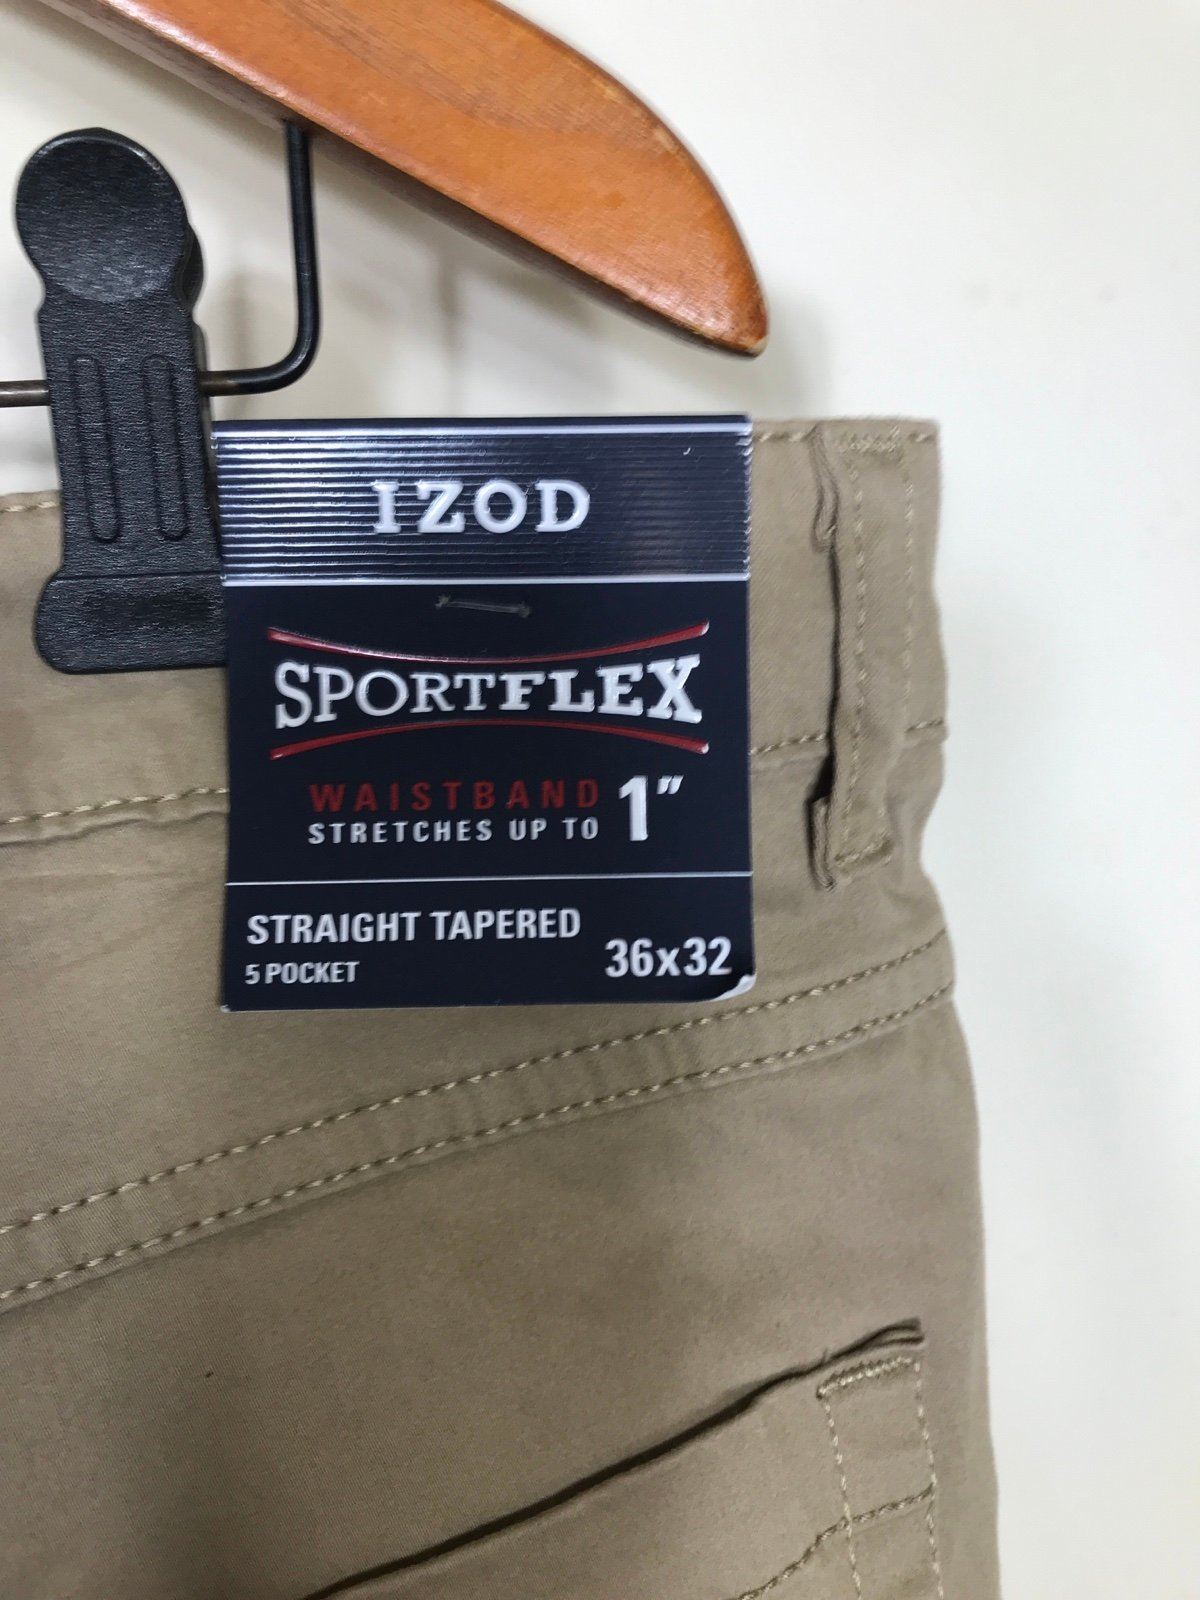 IZOD
SPORTFLEX
WAISTBAND
STRETCHES UP TO 1"
STRAIGHT TAPERED
5 POCKET
36x32